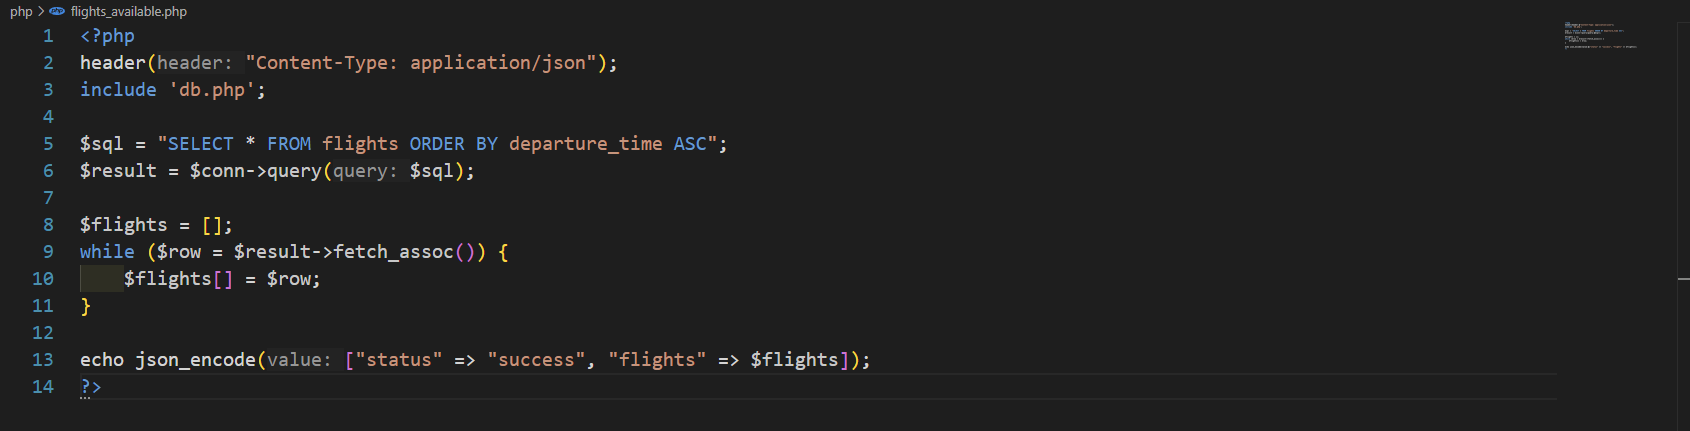 php > php flights_available.php
1 <?php
2 header(header: "Content-Type: application/json");
3 include 'db.php';
4
5 $sql = "SELECT * FROM flights ORDER BY departure_time ASC";
6 $result = $conn->query(query: $sql);
7
8 $flights = [];
9 while ($row = $result->fetch_assoc()) {
10     $flights[] = $row;
11 }
12
13 echo json_encode(value: ["status" => "success", "flights" => $flights]);
14 ?>